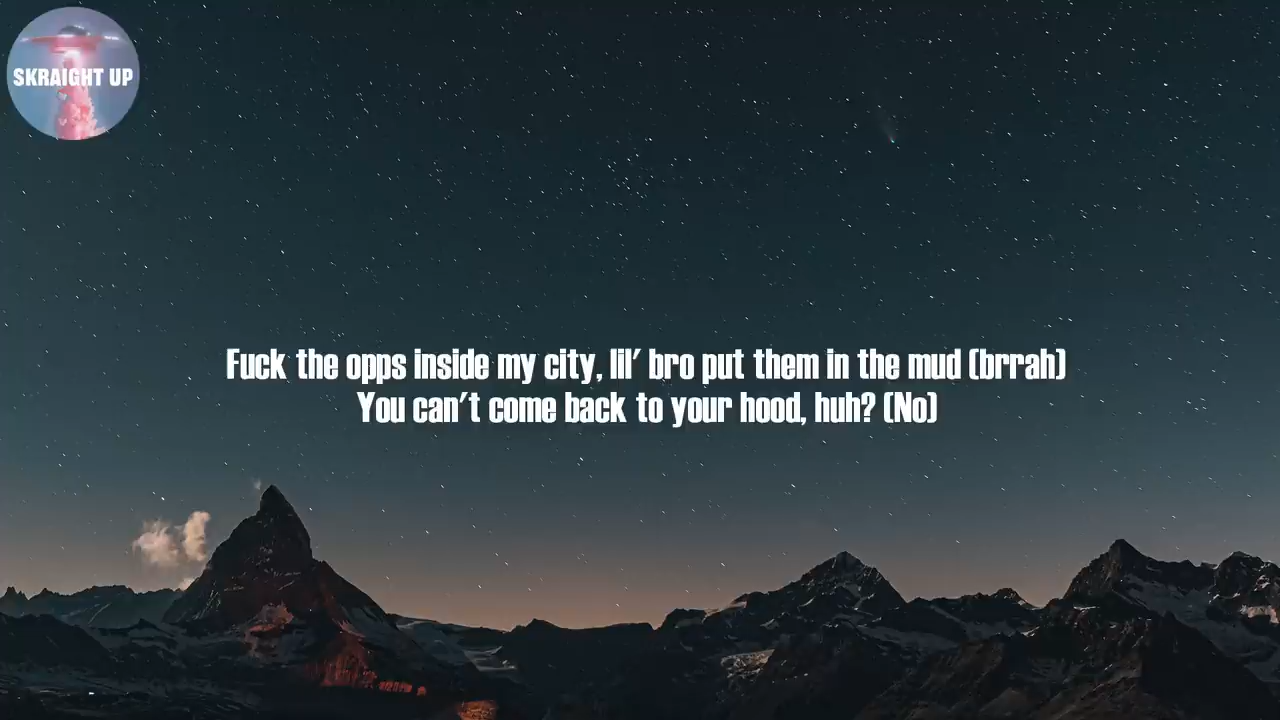 SKRAIGHT UP
Fuck the opps inside my city, lil' bro put them in the mud (brrah)
You can't come back to your hood, huh? (No)